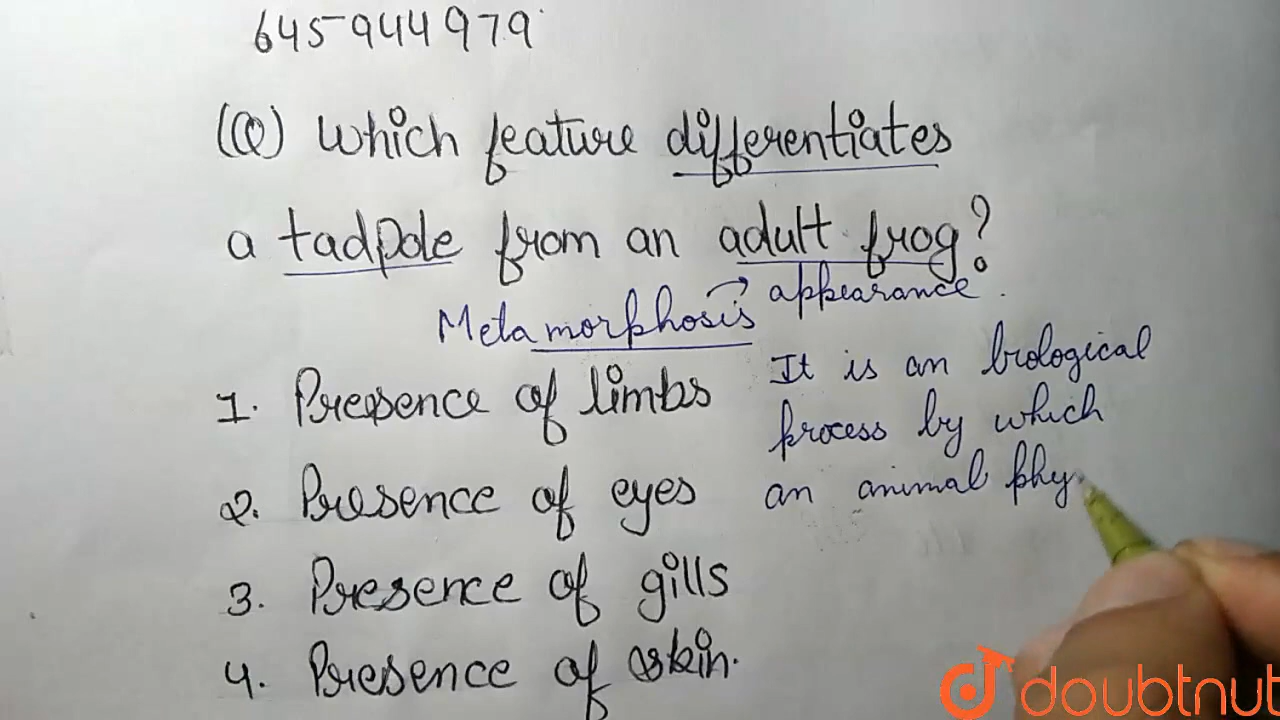 645944979
(Q) Which feature differentiates
a tadpole from an adult frog?
Metamorphosis → appearance.
It is an biological
process by which
an animal phy
1. Presence of limbs
2. Presence of eyes
3. Presence of gills
4. Presence of skin.
doubtnut